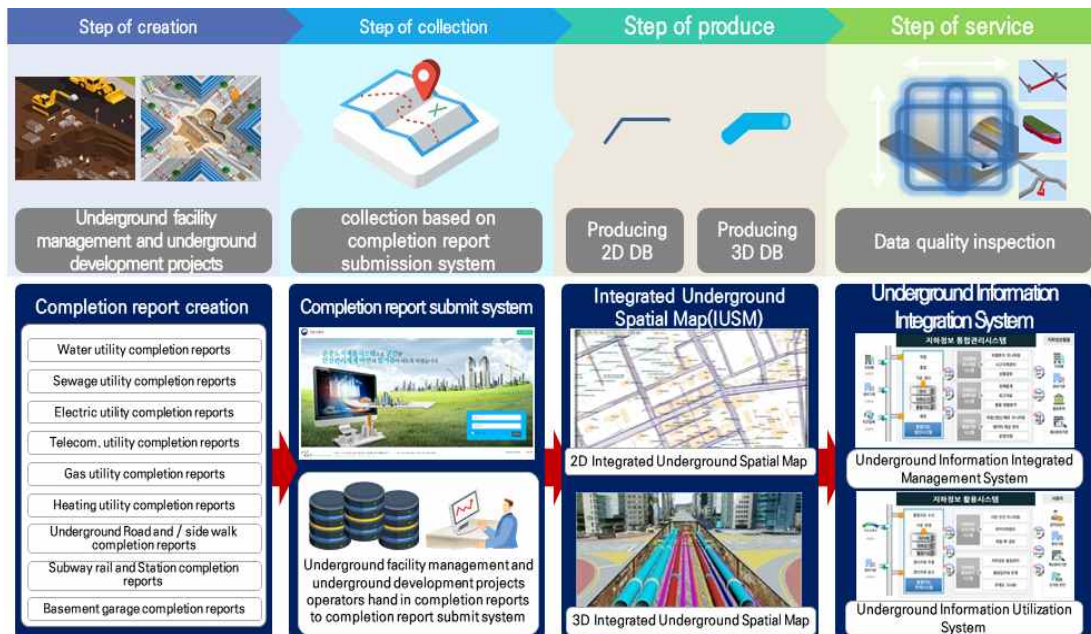 Step of creation
Step of collection
Step of produce
Step of service
Underground facility
management and underground
development projects
collection based on
completion report
submission system
Producing
2D DB
Producing
3D DB
Data quality inspection
Completion report creation
Water utility completion reports
Sewage utility completion reports
Electric utility completion reports
Telecom. utility completion reports
Gas utility completion reports
Heating utility completion reports
Underground Road and / side walk
completion reports
Subway rail and Station completion
reports
Basement garage completion reports
Completion report submit system
Underground facility management and
underground development projects
operators hand in completion reports
to completion report submit system
Integrated Underground
Spatial Map(IUSM)
2D Integrated Underground Spatial Map
3D Integrated Underground Spatial Map
Underground Information
Integration System
지하정보 통합관리시스템
Underground Information Integrated
Management System
지하정보 활용시스템
Underground Information Utilization
System